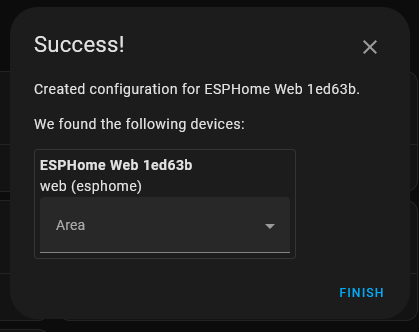 Success!
Created configuration for ESPHome Web 1ed63b.
We found the following devices:
ESPHome Web 1ed63b
web (esphome)
Area
FINISH